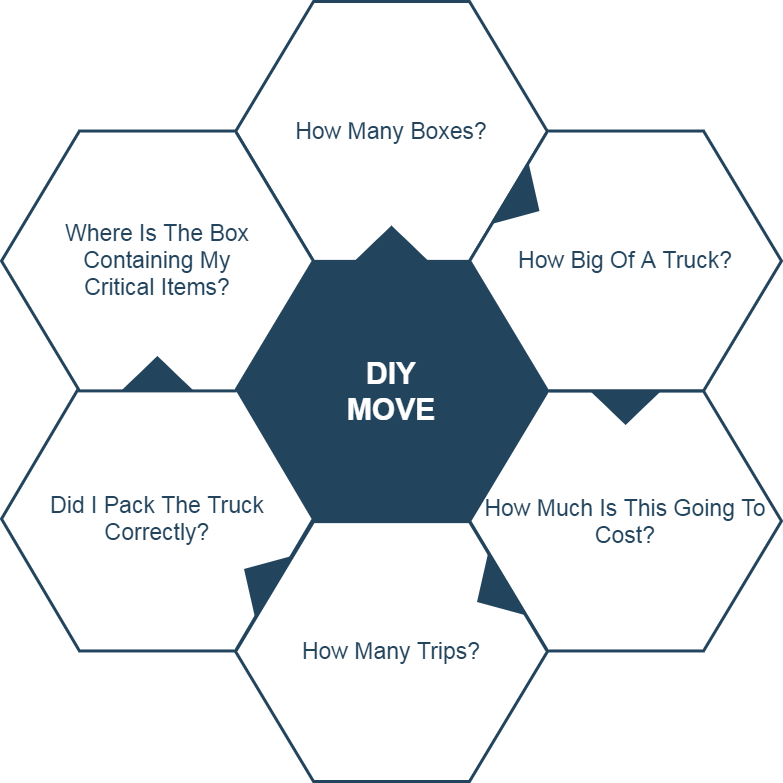 How Many Boxes?
How Big Of A Truck?
How Much Is This Going To
Cost?
How Many Trips?
Did I Pack The Truck
Correctly?
Where Is The Box
Containing My
Critical Items?
DIY
MOVE